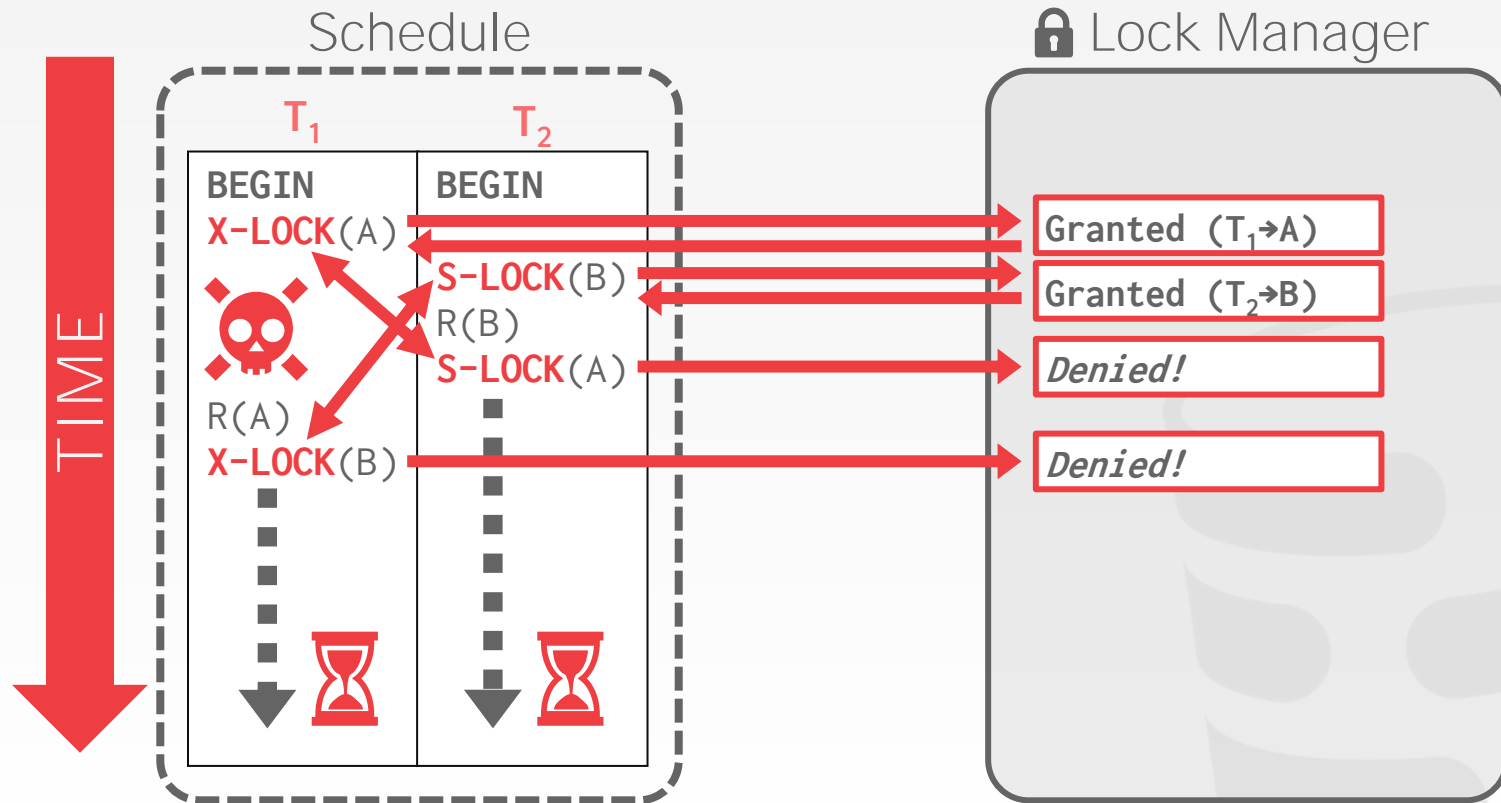 Schedule
Lock Manager
TIME
T₁ T₂
BEGIN BEGIN
X-LOCK(A)
Granted (T₁→A)
S-LOCK(B)
Granted (T₂→B)
R(B)
S-LOCK(A)
Denied!
R(A)
X-LOCK(B)
Denied!